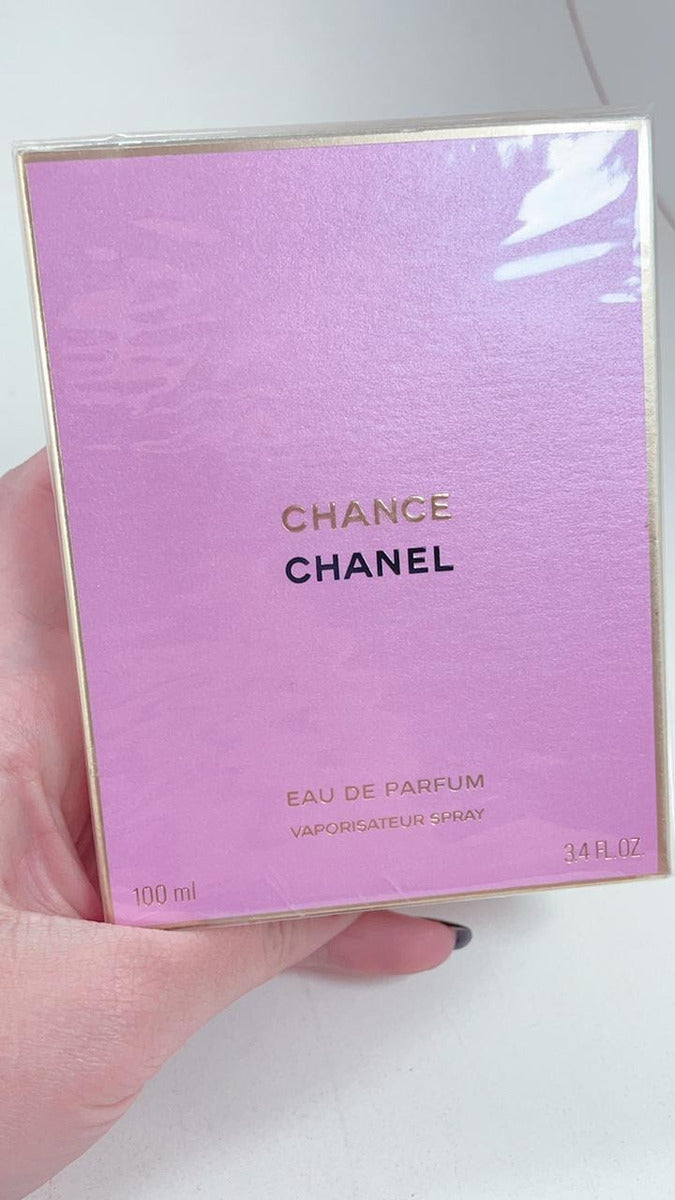 CHANCE
CHANEL
EAU DE PARFUM
VAPORISATEUR SPRAY
100 ml
3.4 FL.OZ.